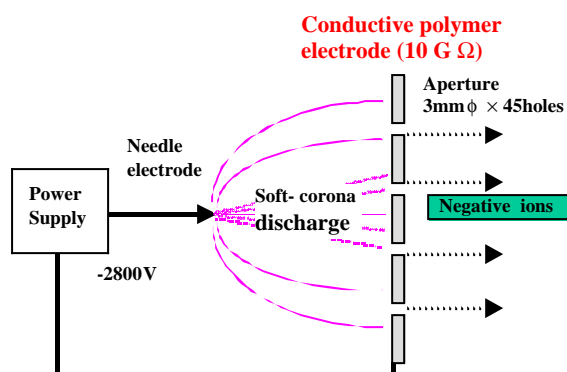 Conductive polymer
electrode (10 G Ω)
Aperture
3mmφ × 45holes
Needle
electrode
Power
Supply
Soft- corona
discharge
Negative ions
-2800V